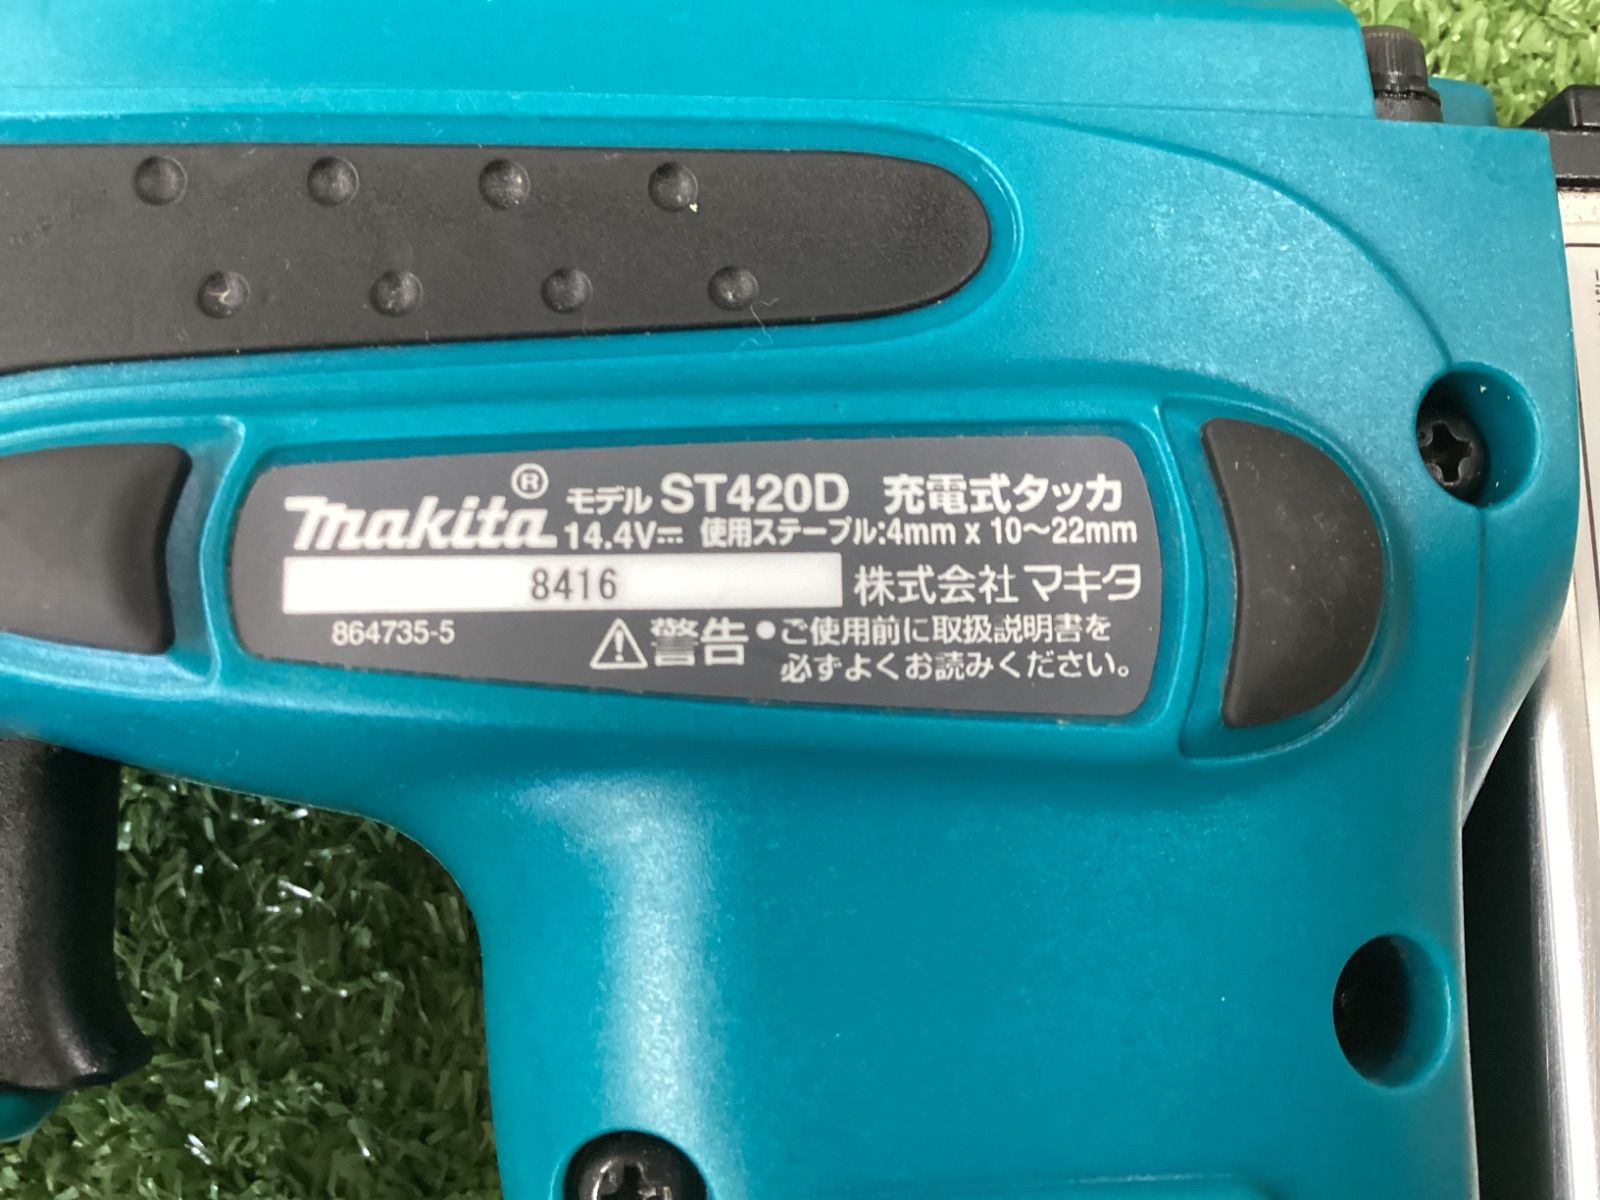 makita® モデル ST420D 充電式タッカ
14.4V⎓ 使用ステープル:4mm x 10～22mm
8416 株式会社マキタ
864735-5 警告 ●ご使用前に取扱説明書を
必ずよくお読みください。